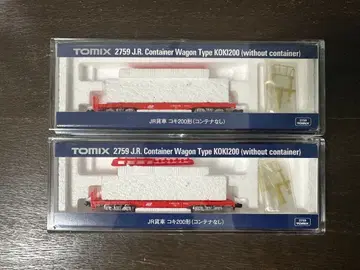 TOMIX 2759 J.R. Container Wagon Type KOKI200 (without container)
JR貨車 コキ200形(コンテナなし)
2759
TOMIX 2759 J.R. Container Wagon Type KOKI200 (without container)
JR貨車 コキ200形(コンテナなし)
2759